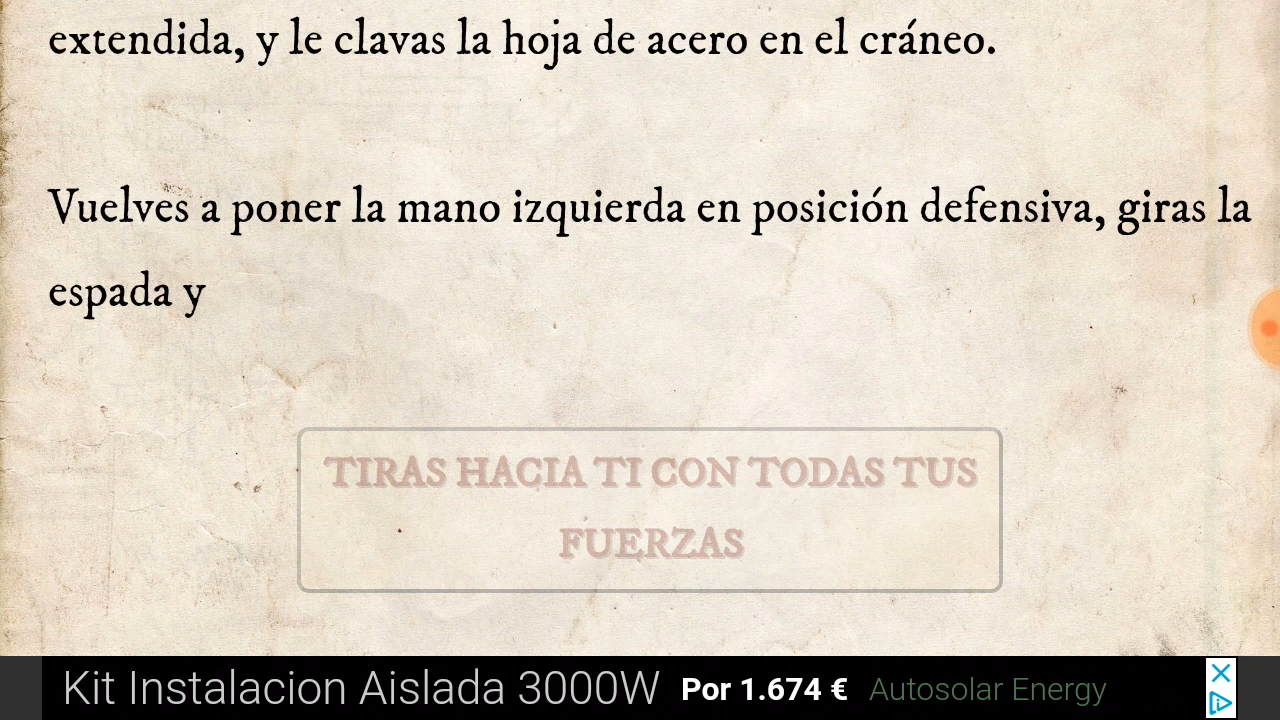 extendida, y le clavas la hoja de acero en el cráneo.
Vuelves a poner la mano izquierda en posición defensiva, giras la
espada y
TIRAS HACIA TI CON TODAS TUS
FUERZAS
Kit Instalacion Aislada 3000W Por 1.674 € Autosolar Energy